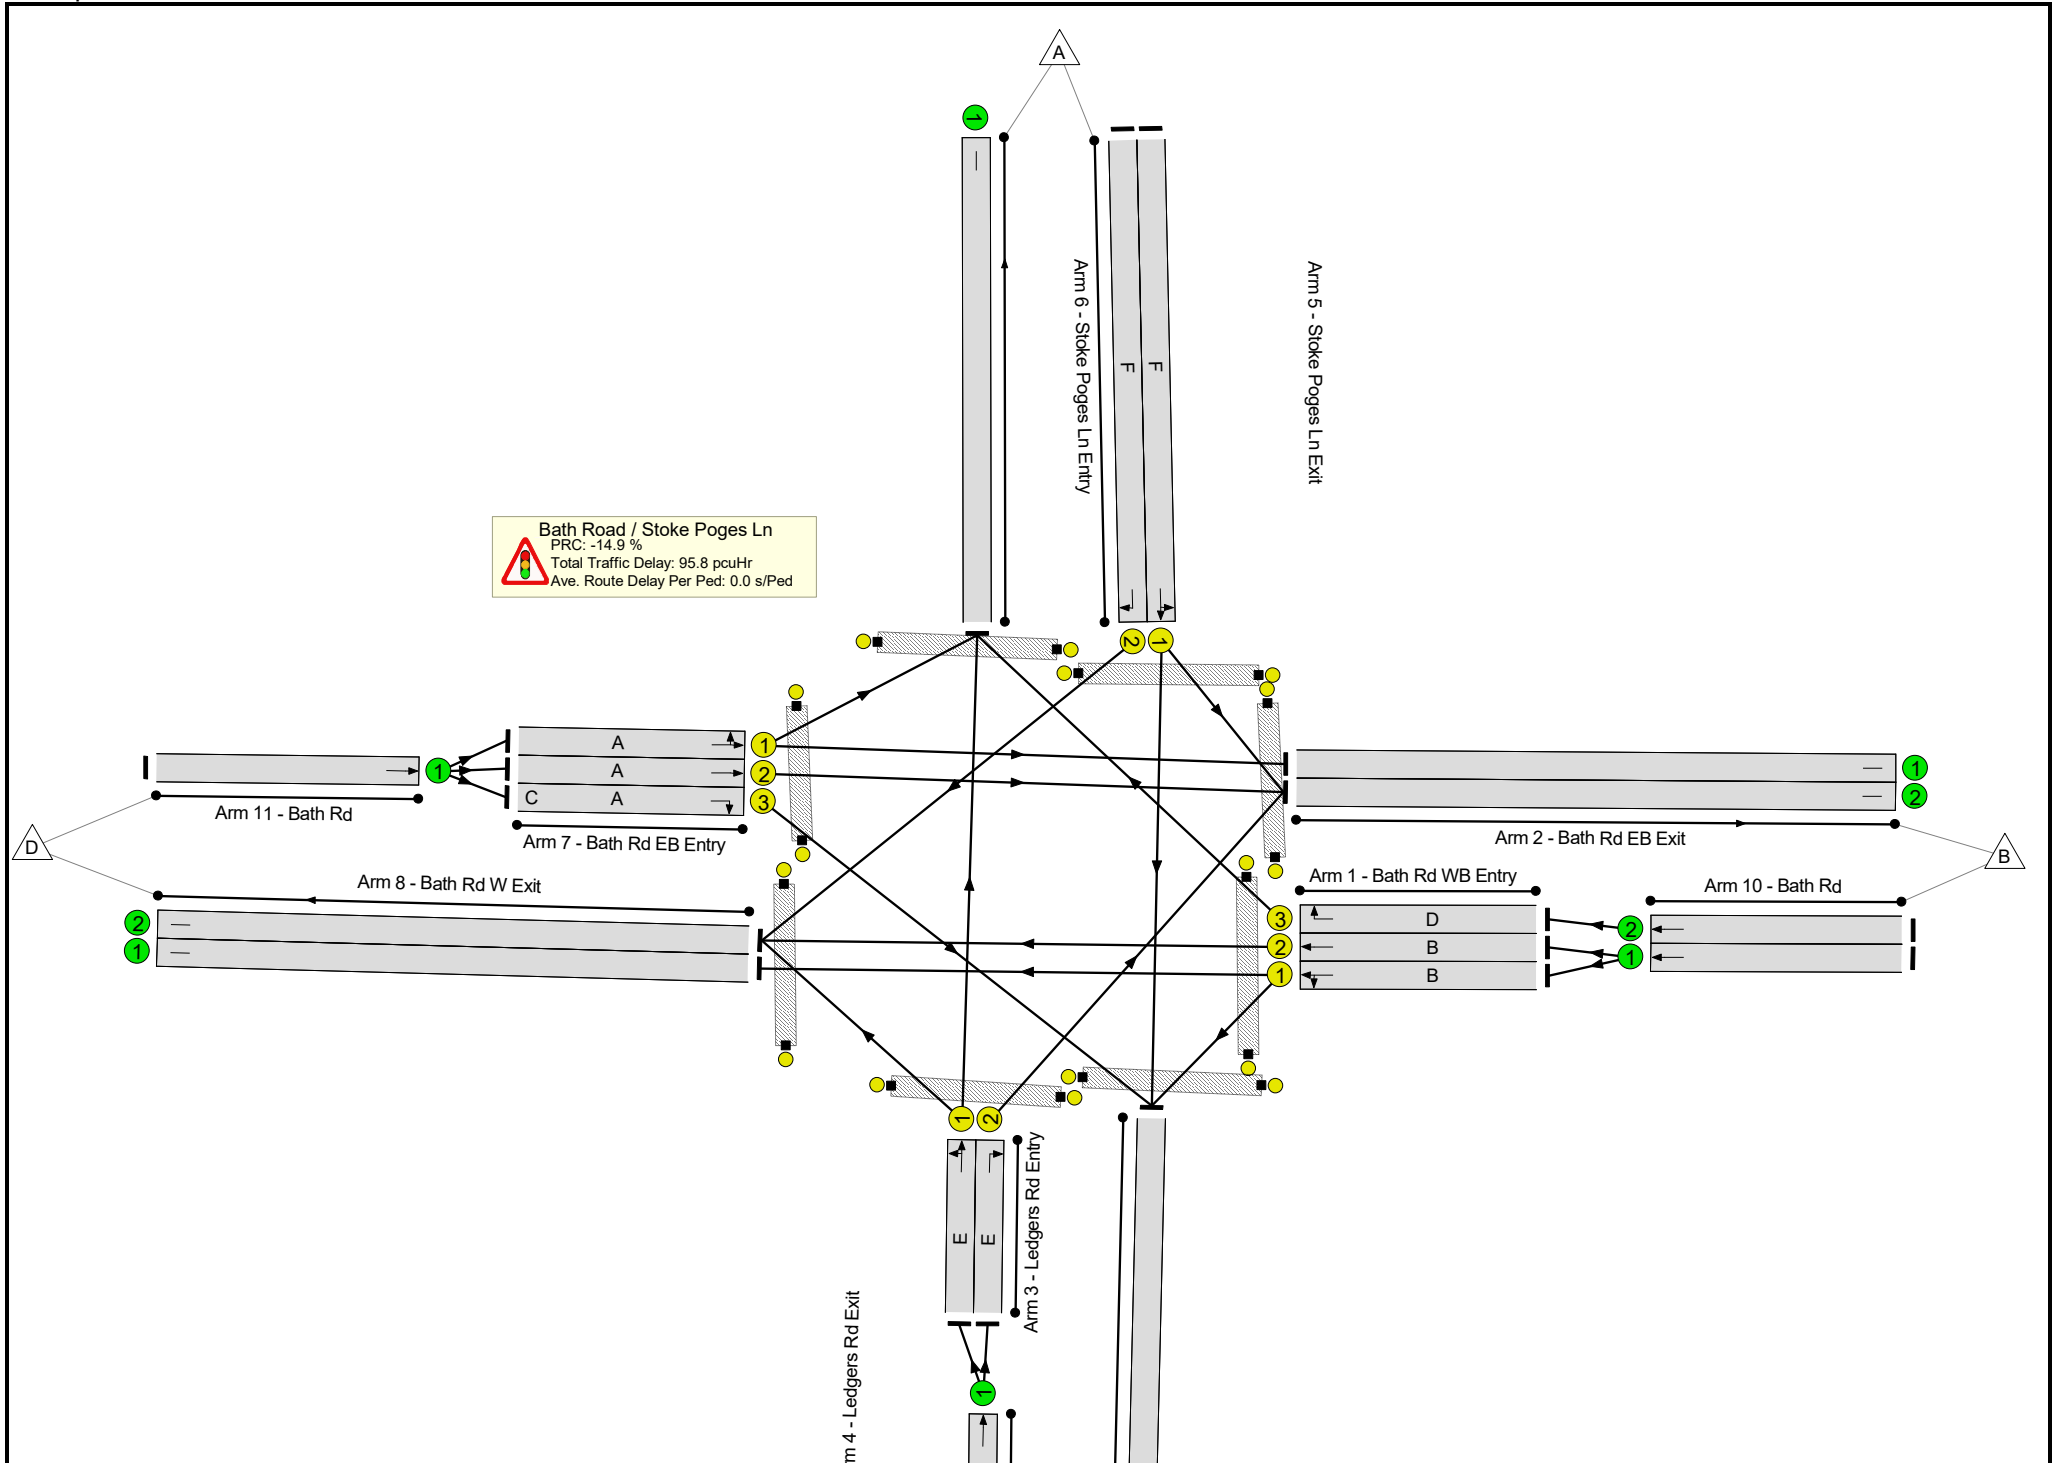 A
1
Arm 6 - Stoke Poges Ln Entry
Arm 5 - Stoke Poges Ln Exit
F
F
Bath Road / Stoke Poges Ln
PRC: -14.9 %
Total Traffic Delay: 95.8 pcuHr
Ave. Route Delay Per Ped: 0.0 s/Ped
2
1
A
1
A
2
C
A
3
1
Arm 11 - Bath Rd
Arm 7 - Bath Rd EB Entry
D
1
2
Arm 2 - Bath Rd EB Exit
B
Arm 8 - Bath Rd W Exit
2
1
Arm 1 - Bath Rd WB Entry
Arm 10 - Bath Rd
3
D
2
2
B
1
1
B
1
2
E
E
Arm 3 - Ledgers Rd Entry
rm 4 - Ledgers Rd Exit
1